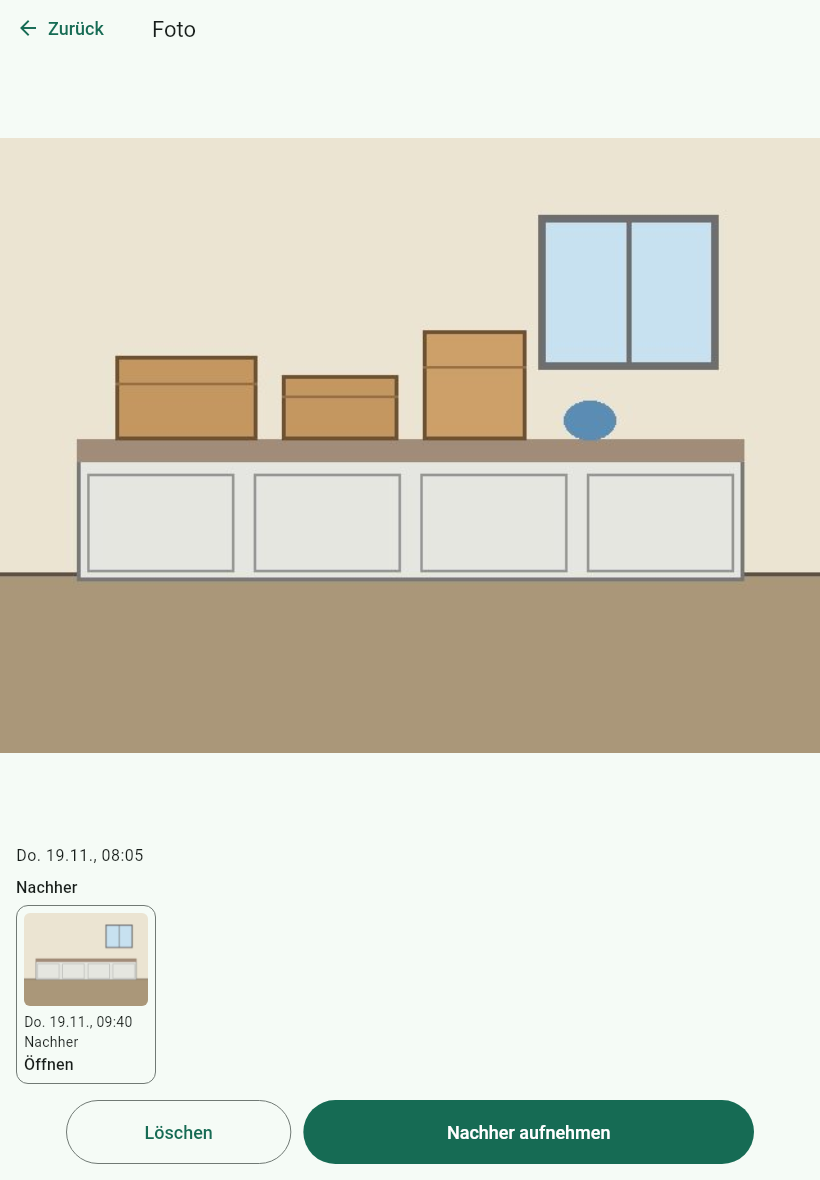 Zurück
Foto
Do. 19.11., 08:05
Nachher
Do. 19.11., 09:40
Nachher
Öffnen
Löschen
Nachher aufnehmen